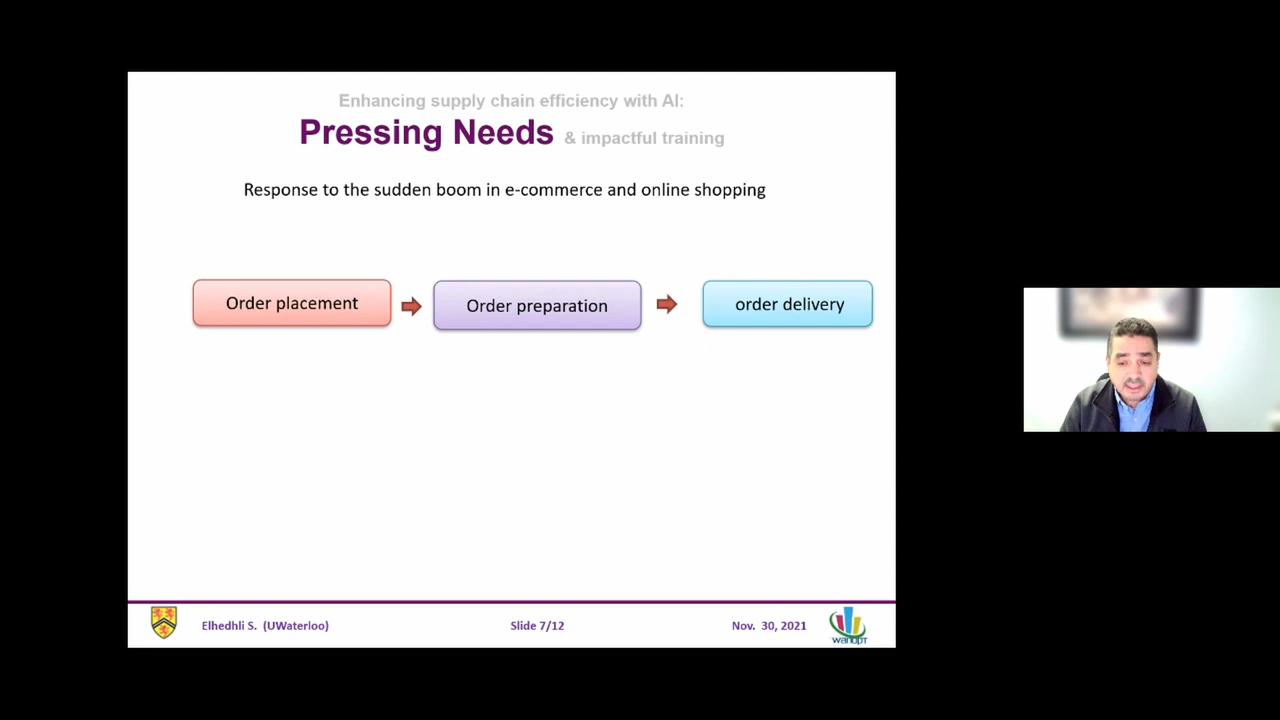 Enhancing supply chain efficiency with AI:
Pressing Needs & impactful training
Response to the sudden boom in e-commerce and online shopping
Order placement
Order preparation
order delivery
Elhedhli S. (UWaterloo)
Slide 7/12
Nov. 30, 2021
wanopt